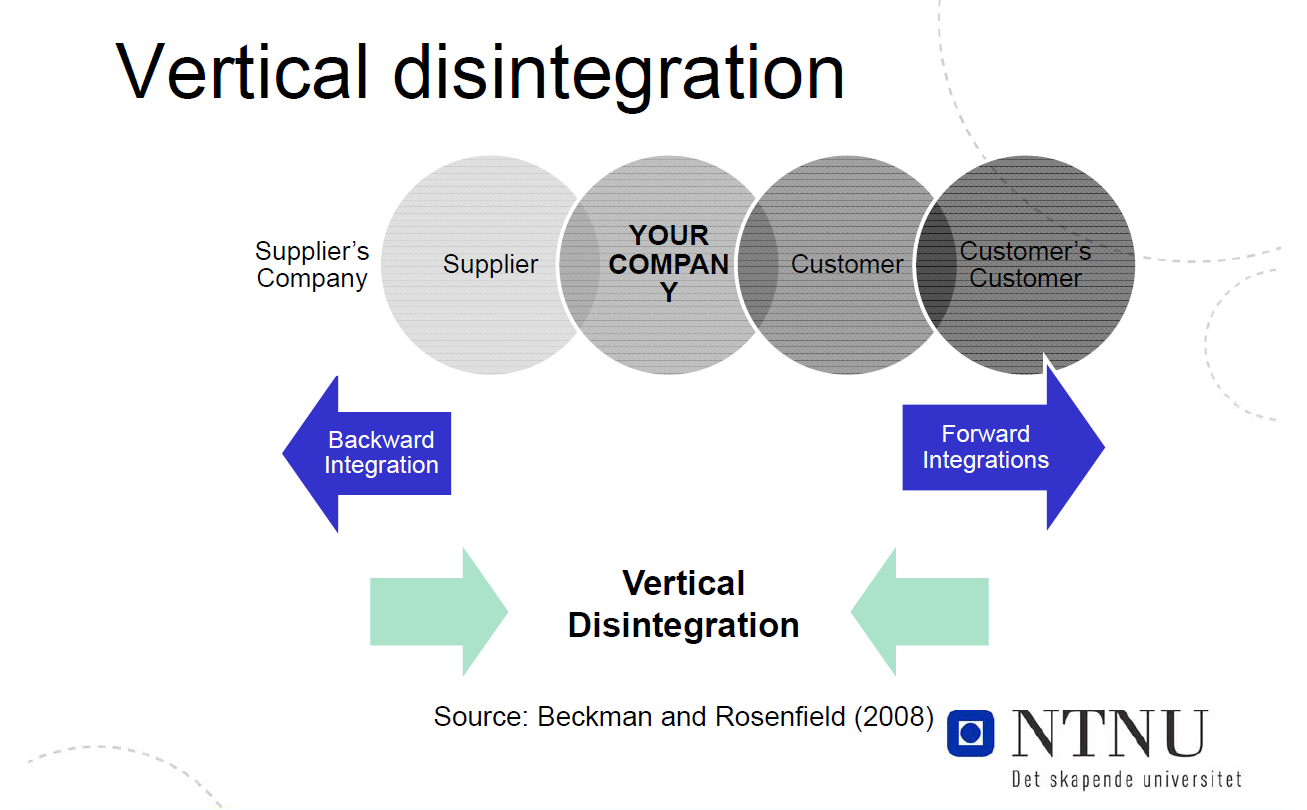 Vertical disintegration
Supplier’s
Company
Supplier
YOUR
COMPAN
Y
Customer
Customer’s
Customer
Backward
Integration
Forward
Integrations
Vertical
Disintegration
Source: Beckman and Rosenfield (2008)
NTNU
Det skapende universitet